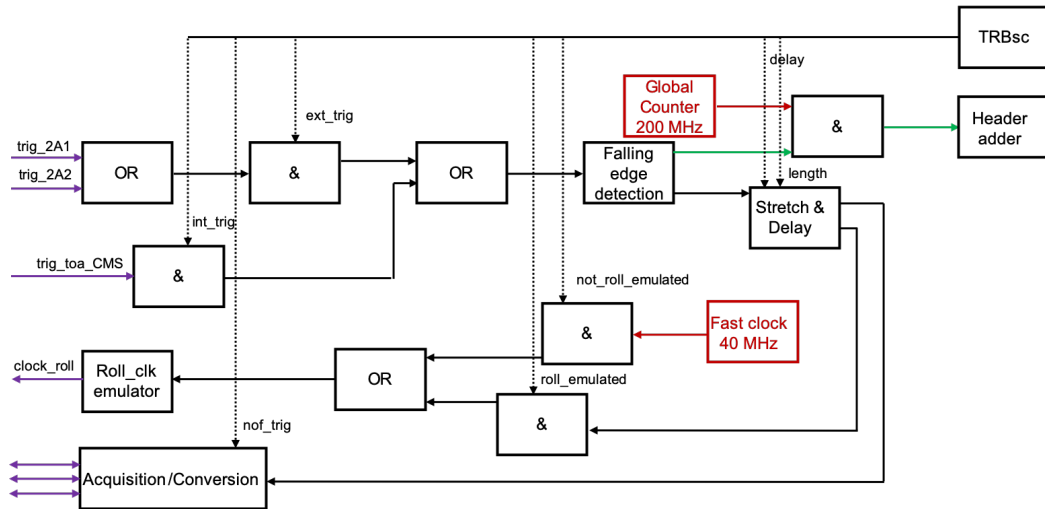 TRBsc
delay
Global
Counter
200 MHz
&
Header
adder
ext_trig
trig_2A1
trig_2A2
OR
&
OR
Falling
edge
detection
length
Stretch &
Delay
int_trig
trig_toa_CMS
&
not_roll_emulated
&
Fast clock
40 MHz
clock_roll
Roll_clk
emulator
OR
roll_emulated
&
nof_trig
Acquisition/Conversion